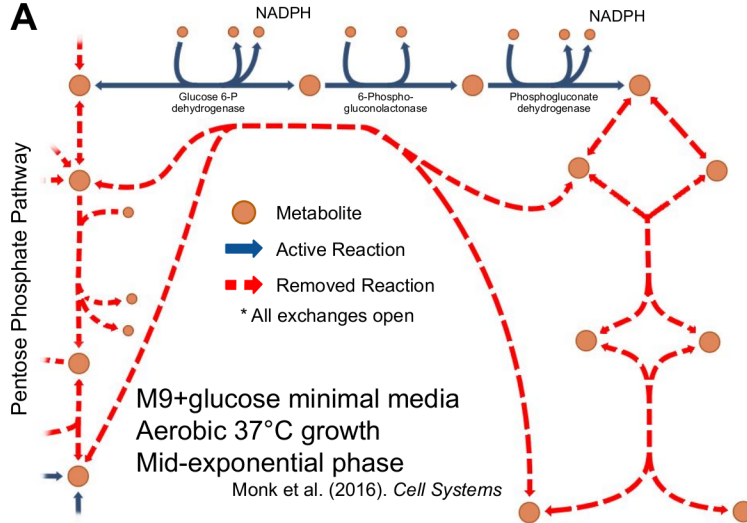 A
NADPH
NADPH
Glucose 6-P
dehydrogenase
6-Phospho-
gluconolactonase
Phosphogluconate
dehydrogenase
Pentose Phosphate Pathway
Metabolite
Active Reaction
Removed Reaction
* All exchanges open
M9+glucose minimal media
Aerobic 37°C growth
Mid-exponential phase
Monk et al. (2016). Cell Systems